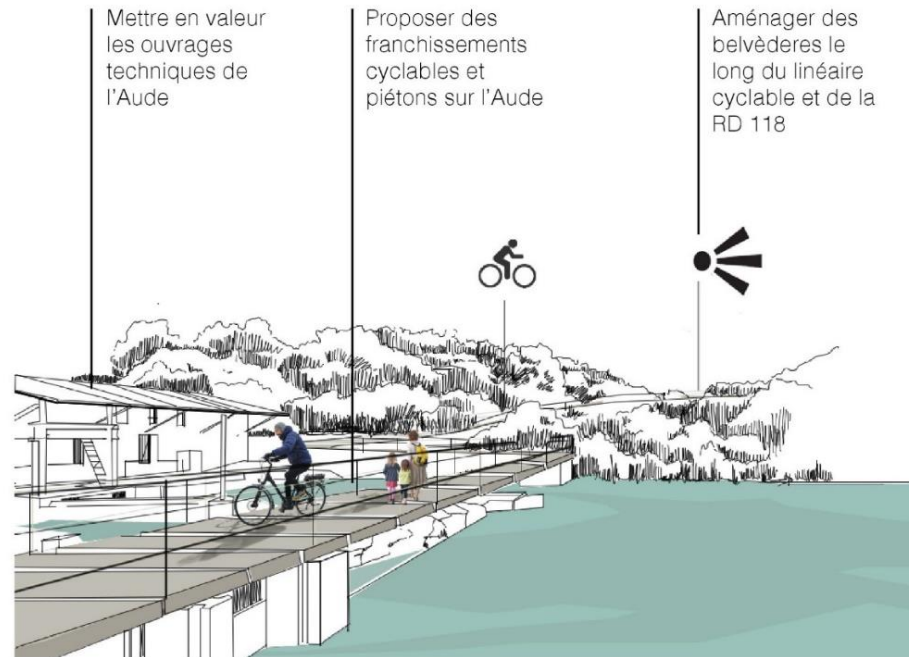 Mettre en valeur
les ouvrages
techniques de
l'Aude
Proposer des
franchissements
cyclables et
piétons sur l'Aude
Aménager des
belvèderes le
long du linéaire
cyclable et de la
RD 118